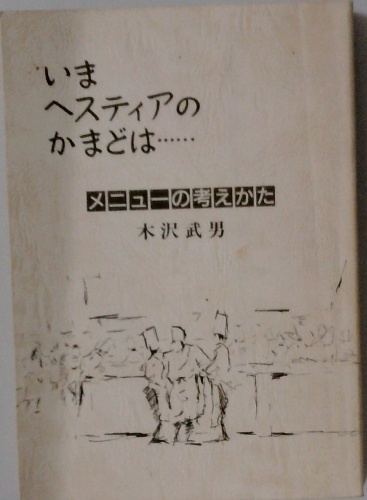 いま
ヘスティアの
かまどは……
メニューの考えかた
木沢武男